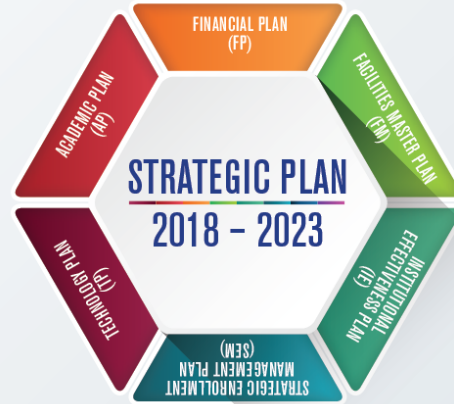 FINANCIAL PLAN
(FP)
FACILITIES MASTER PLAN
(FM)
INSTITUTIONAL
EFFECTIVENESS PLAN
(IE)
STRATEGIC ENROLLMENT
MANAGEMENT PLAN
(SEM)
TECHNOLOGY PLAN
(TP)
ACADEMIC PLAN
(AP)
STRATEGIC PLAN
2018 – 2023